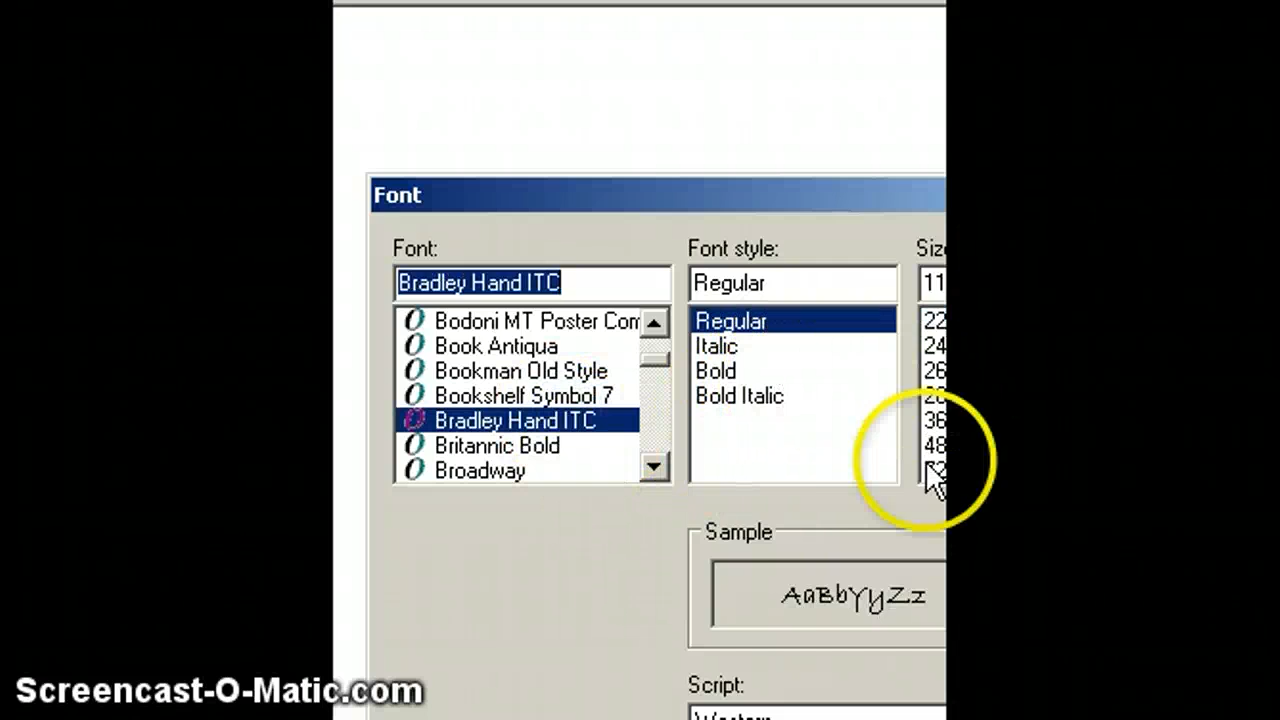 Font
Font: Font style:
Bradley Hand ITC Regular 11
Bodoni MT Poster Regular 22
Book Antiqua Italic 24
Bookman Old Style Bold 26
Bookshelf Symbol 7 Bold Italic
Bradley Hand ITC 36
Britannic Bold 48
Broadway
Sample
AaBbYyZz
Script:
Screencast-O-Matic.com